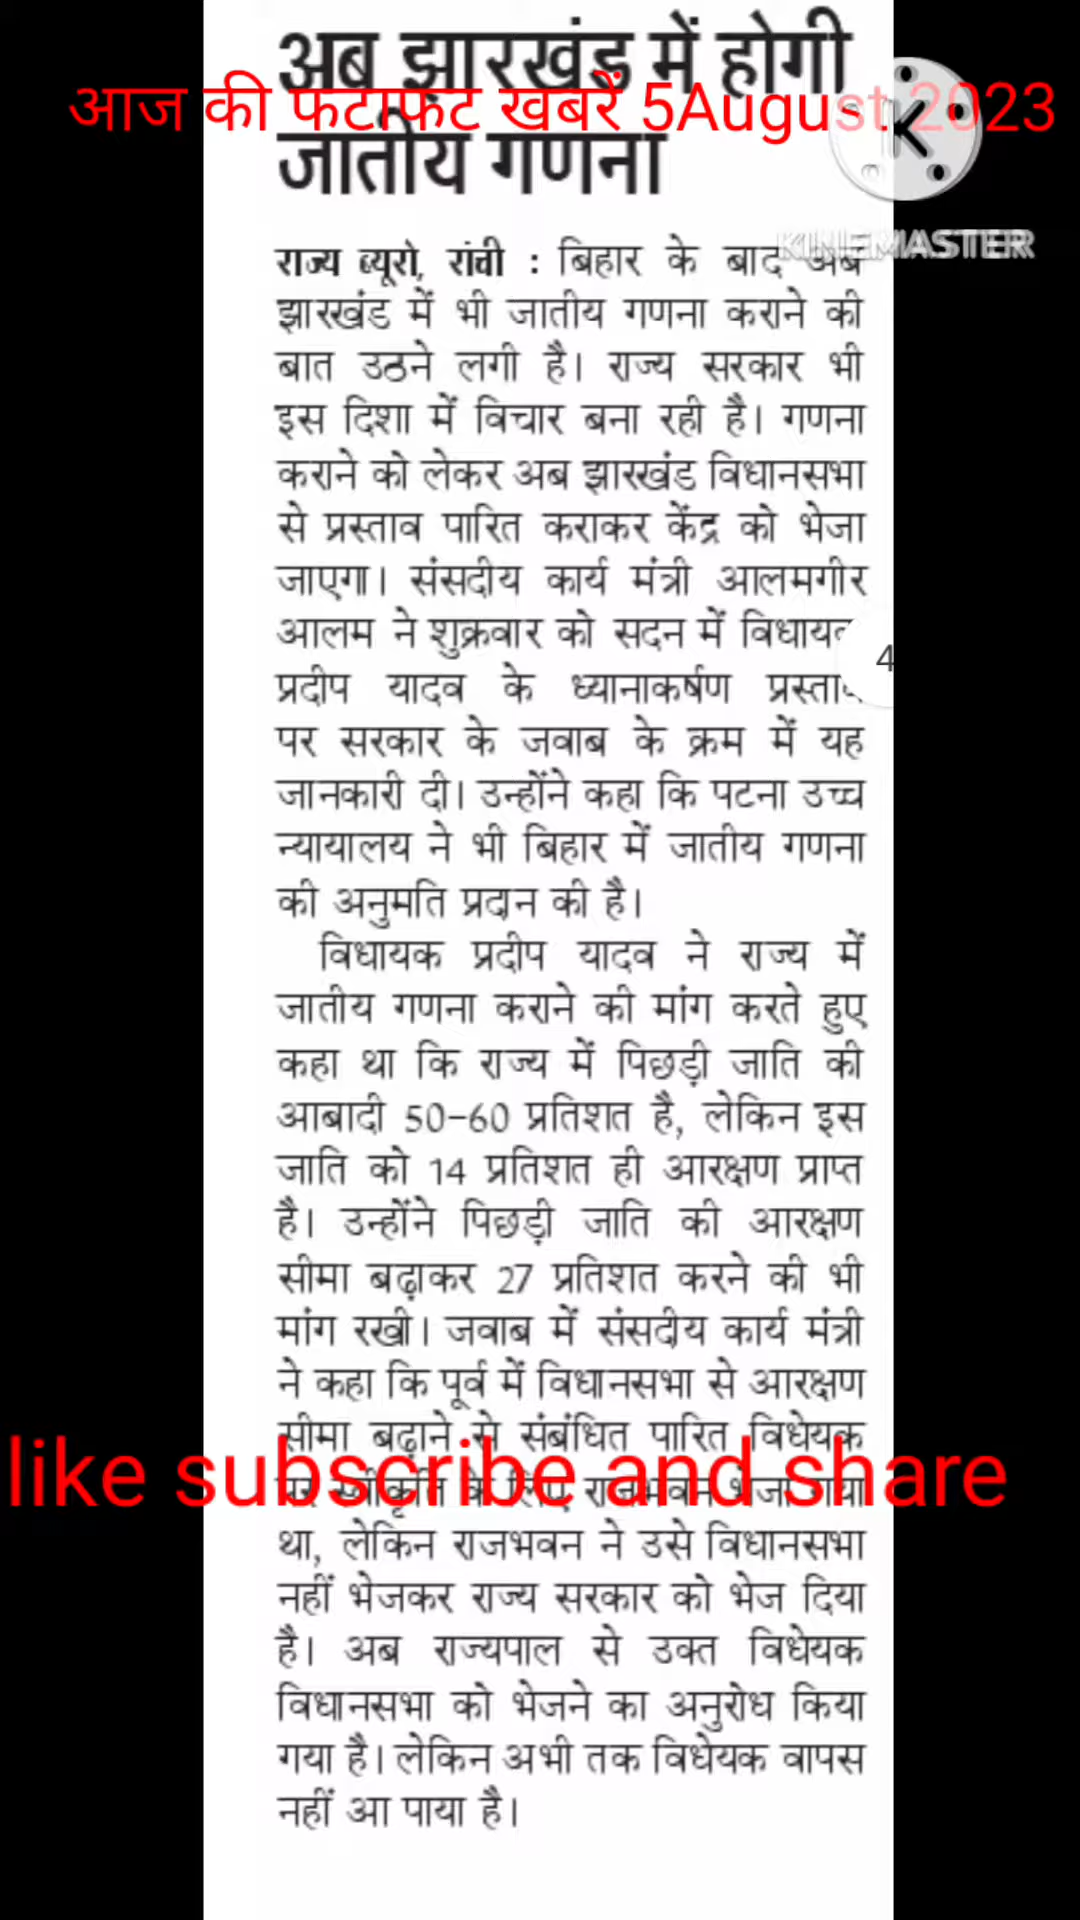 अब झारखंड में होगी
आज की फटाफट खबरें 5August 2023
जातीय गणना
KINEMASTER
राज्य ब्यूरो, रांची : बिहार के बाद अब
झारखंड में भी जातीय गणना कराने की
बात उठने लगी है। राज्य सरकार भी
इस दिशा में विचार बना रही है। गणना
कराने को लेकर अब झारखंड विधानसभा
से प्रस्ताव पारित कराकर केंद्र को भेजा
जाएगा। संसदीय कार्य मंत्री आलमगीर
आलम ने शुक्रवार को सदन में विधायक
4
प्रदीप यादव के ध्यानाकर्षण प्रस्ताव
पर सरकार के जवाब के क्रम में यह
जानकारी दी। उन्होंने कहा कि पटना उच्च
न्यायालय ने भी बिहार में जातीय गणना
की अनुमति प्रदान की है।
विधायक प्रदीप यादव ने राज्य में
जातीय गणना कराने की मांग करते हुए
कहा था कि राज्य में पिछड़ी जाति की
आबादी 50-60 प्रतिशत है, लेकिन इस
जाति को 14 प्रतिशत ही आरक्षण प्राप्त
है। उन्होंने पिछड़ी जाति की आरक्षण
सीमा बढ़ाकर 27 प्रतिशत करने की भी
मांग रखी। जवाब में संसदीय कार्य मंत्री
ने कहा कि पूर्व में विधानसभा से आरक्षण
सीमा बढ़ाने से संबंधित पारित विधेयक
पर स्वीकृति के लिए राजभवन भेजा गया
like subscribe and share
था, लेकिन राजभवन ने उसे विधानसभा
नहीं भेजकर राज्य सरकार को भेज दिया
है। अब राज्यपाल से उक्त विधेयक
विधानसभा को भेजने का अनुरोध किया
गया है। लेकिन अभी तक विधेयक वापस
नहीं आ पाया है।